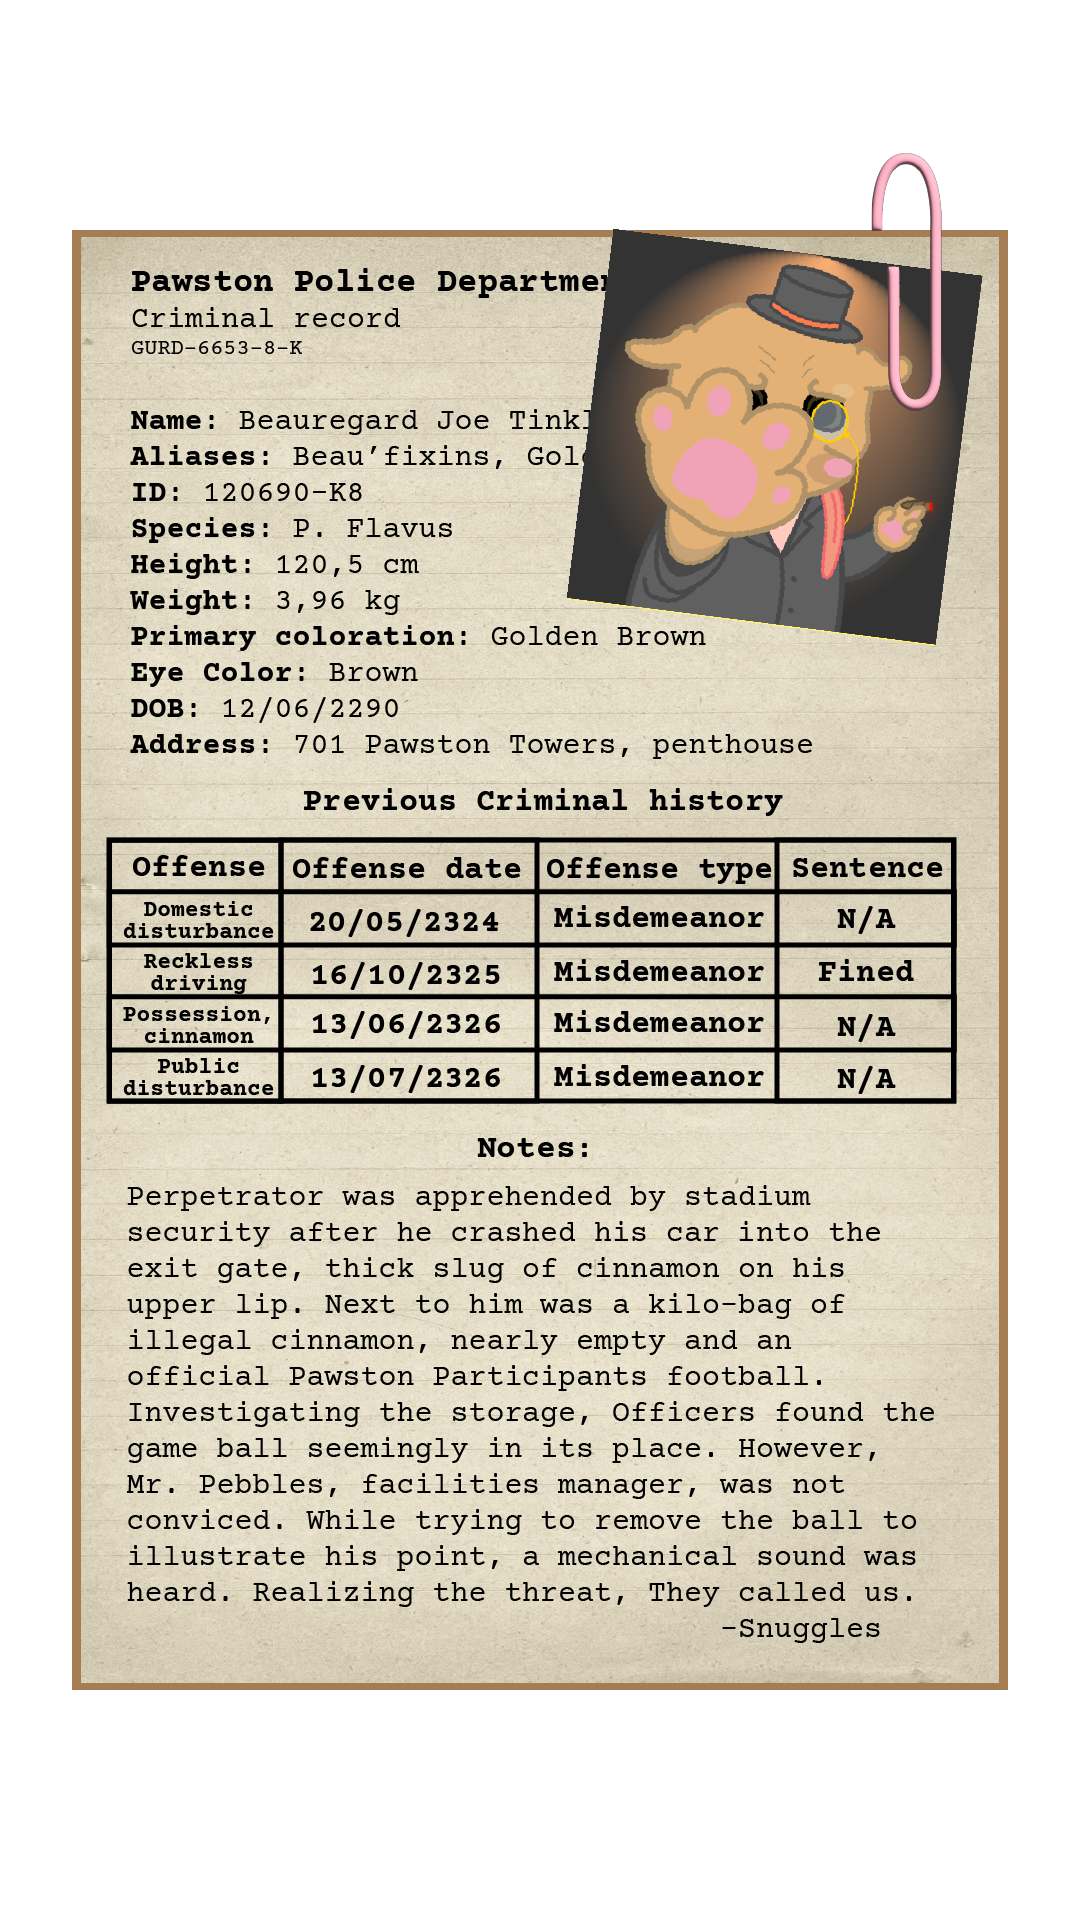 Pawston Police
Criminal record
GURD-6653-8-K
Name: Beauregard Joe
Aliases: Beau’fixins,
ID: 120690-K8
Species: P. Flavus
Height: 120,5 cm
Weight: 3,96 kg
Primary coloration: Golden Brown
Eye Color: Brown
DOB: 12/06/2290
Address: 701 Pawston Towers, penthouse
Previous Criminal history
Offense Offense date Offense type Sentence
Domestic disturbance 20/05/2324 Misdemeanor N/A
Reckless driving 16/10/2325 Misdemeanor Fined
Possession, cinnamon 13/06/2326 Misdemeanor N/A
Public disturbance 13/07/2326 Misdemeanor N/A
Notes:
Perpetrator was apprehended by stadium
security after he crashed his car into the
exit gate, thick slug of cinnamon on his
upper lip. Next to him was a kilo-bag of
illegal cinnamon, nearly empty and an
official Pawston Participants football.
Investigating the storage, Officers found the
game ball seemingly in its place. However,
Mr. Pebbles, facilities manager, was not
conviced. While trying to remove the ball to
illustrate his point, a mechanical sound was
heard. Realizing the threat, They called us.
-Snuggles